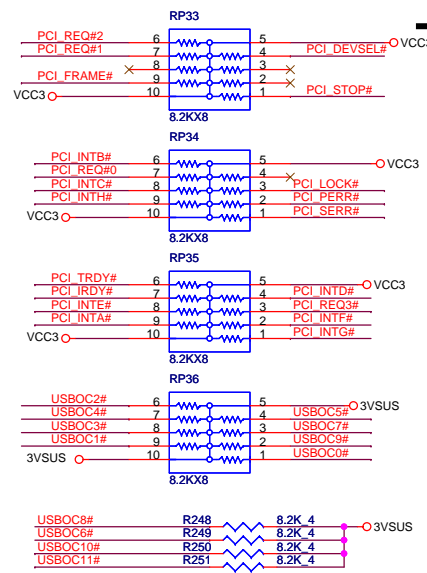 RP33
PCI_REQ#2 6 5 VCC3
PCI_REQ#1 7 4 PCI_DEVSEL#
8 3
PCI_FRAME# 9 2
VCC3 10 1 PCI_STOP#
8.2KX8
RP34
PCI_INTB# 6 5 VCC3
PCI_REQ#0 7 4
PCI_INTC# 8 3 PCI_LOCK#
PCI_INTH# 9 2 PCI_PERR#
VCC3 10 1 PCI_SERR#
8.2KX8
RP35
PCI_TRDY# 6 5 VCC3
PCI_IRDY# 7 4 PCI_INTD#
PCI_INTE# 8 3 PCI_REQ3#
PCI_INTA# 9 2 PCI_INTF#
VCC3 10 1 PCI_INTG#
8.2KX8
RP36
USBOC2# 6 5 3VSUS
USBOC4# 7 4 USBOC5#
USBOC3# 8 3 USBOC7#
USBOC1# 9 2 USBOC9#
3VSUS 10 1 USBOC0#
8.2KX8
USBOC8# R248 8.2K_4 3VSUS
USBOC6# R249 8.2K_4
USBOC10# R250 8.2K_4
USBOC11# R251 8.2K_4